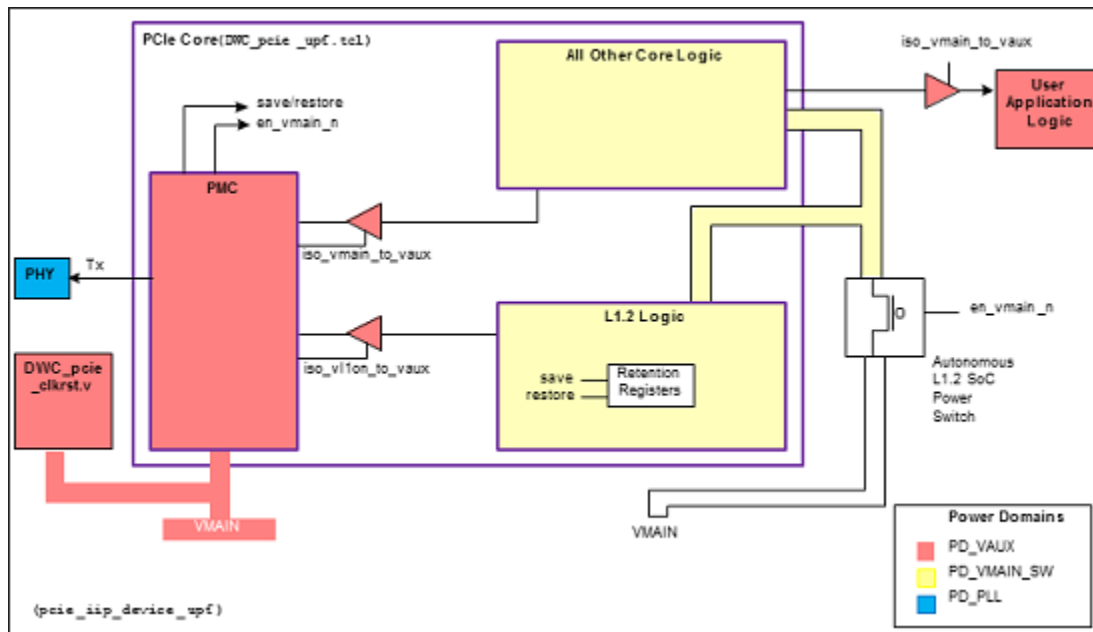 PCIe Core(DWC_pcie _upf.tcl)
All Other Core Logic
iso_vmain_to_vaux
User
Application
Logic
save/restore
en_vmain_n
PMC
iso_vmain_to_vaux
PHY
Tx
L1.2 Logic
en_vmain_n
DWC_pcie
_clkrst.v
iso_vl1on_to_vaux
save
restore
Retention
Registers
Autonomous
L1.2 SoC
Power
Switch
VMAIN
VMAIN
Power Domains
PD_VAUX
PD_VMAIN_SW
PD_PLL
(pcie_iip_device_upf)